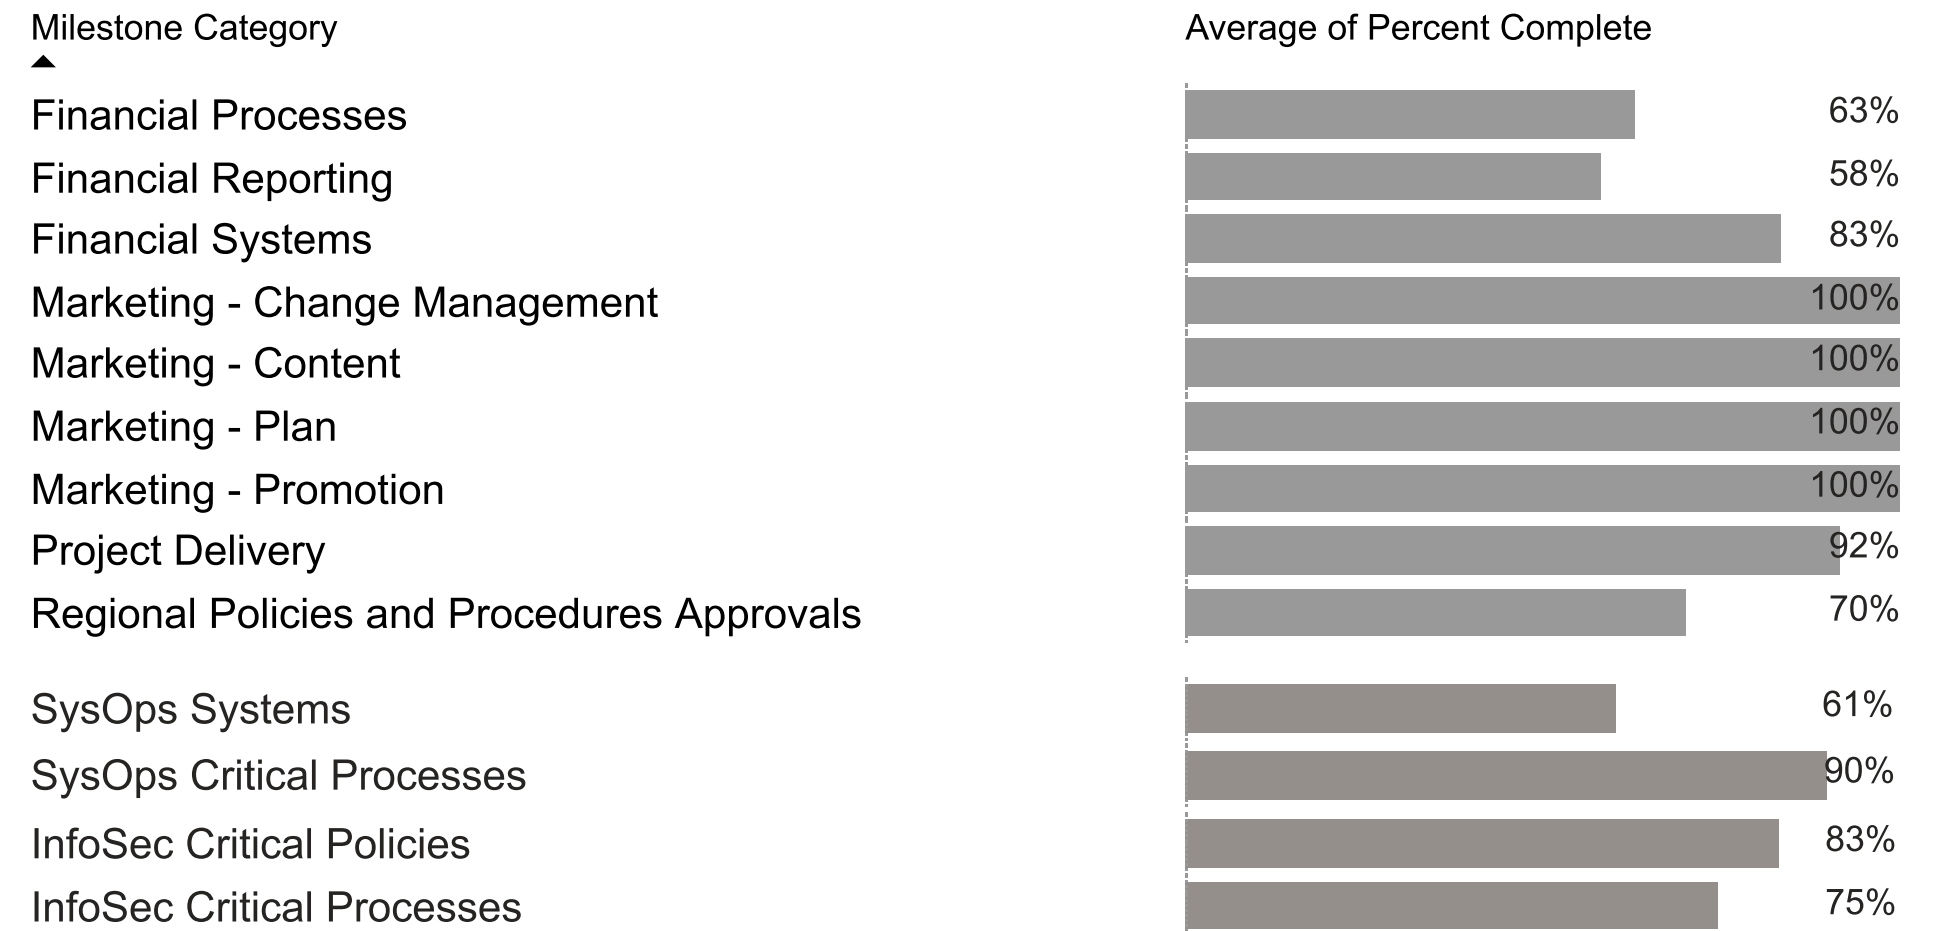 Milestone Category Average of Percent Complete
Financial Processes 63%
Financial Reporting 58%
Financial Systems 83%
Marketing - Change Management 100%
Marketing - Content 100%
Marketing - Plan 100%
Marketing - Promotion 100%
Project Delivery 92%
Regional Policies and Procedures Approvals 70%
SysOps Systems 61%
SysOps Critical Processes 90%
InfoSec Critical Policies 83%
InfoSec Critical Processes 75%